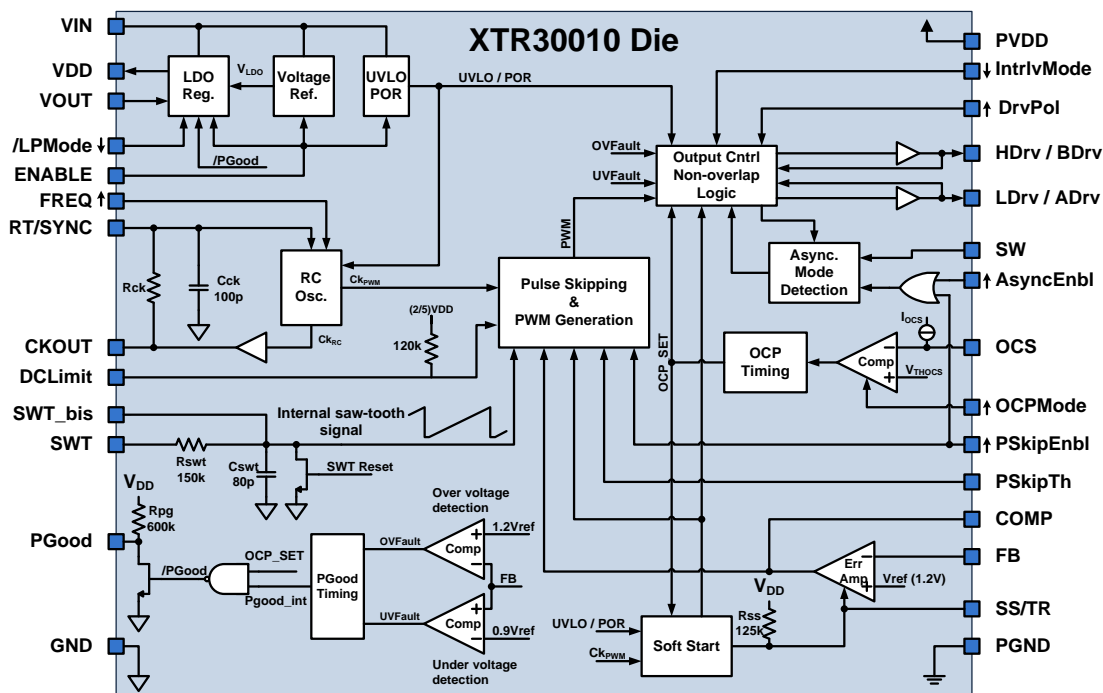 XTR30010 Die
VIN
VDD
VOUT
/LPMode
ENABLE
FREQ
RT/SYNC
CKOUT
DCLimit
SWT_bis
SWT
PGood
GND
PVDD
IntrlvMode
DrvPol
HDrv / BDrv
LDrv / ADrv
SW
AsyncEnbl
OCS
OCPMode
PSkipEnbl
PSkipTh
COMP
FB
SS/TR
PGND
LDO
Reg.
VLDO
Voltage
Ref.
UVLO
POR
UVLO / POR
/PGood
OVFault
UVFault
Output Cntrl
Non-overlap
Logic
PWM
Async.
Mode
Detection
Rck
Cck
100p
RC
Osc.
CkPWM
CkRC
Pulse Skipping
&
PWM Generation
(2/5)VDD
120k
OCP_SET
OCP
Timing
Comp
IOCS
VTHOCS
Internal saw-tooth
signal
Rswt
150k
Cswt
80p
SWT Reset
VDD
Rpg
600k
/PGood
OCP_SET
Pgood_int
PGood
Timing
OVFault
UVFault
Over voltage
detection
Comp
1.2Vref
FB
Comp
0.9Vref
Under voltage
detection
UVLO / POR
CkPWM
Soft Start
VDD
Rss
125k
Err
Amp
Vref (1.2V)